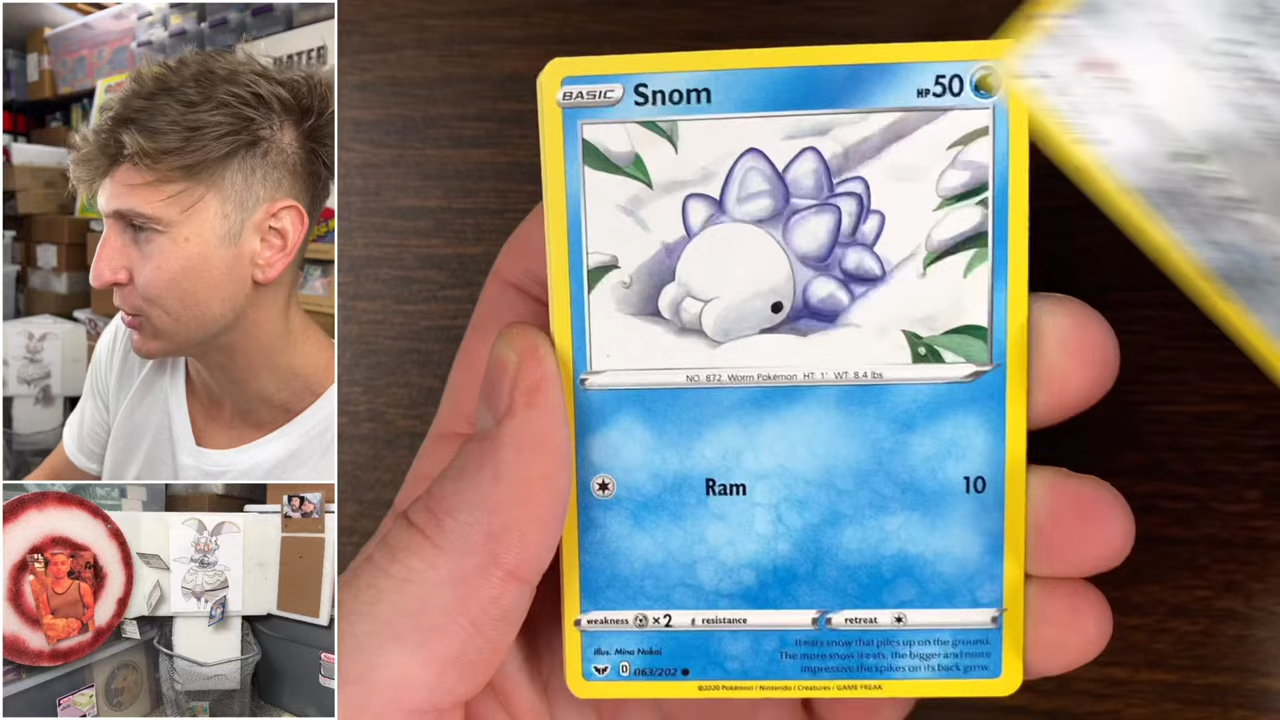 BASIC Snom HP 50
NO. 872 Worm Pokémon HT: 1' WT: 8.4 lbs
Ram 10
weakness ×2 resistance retreat
Illus. Mina Nakai
It eats snow that piles up on the ground.
The more snow it eats, the bigger and more
impressive the spikes on its back grow.
D 063/202
©2020 Pokémon / Nintendo / Creatures / GAME FREAK